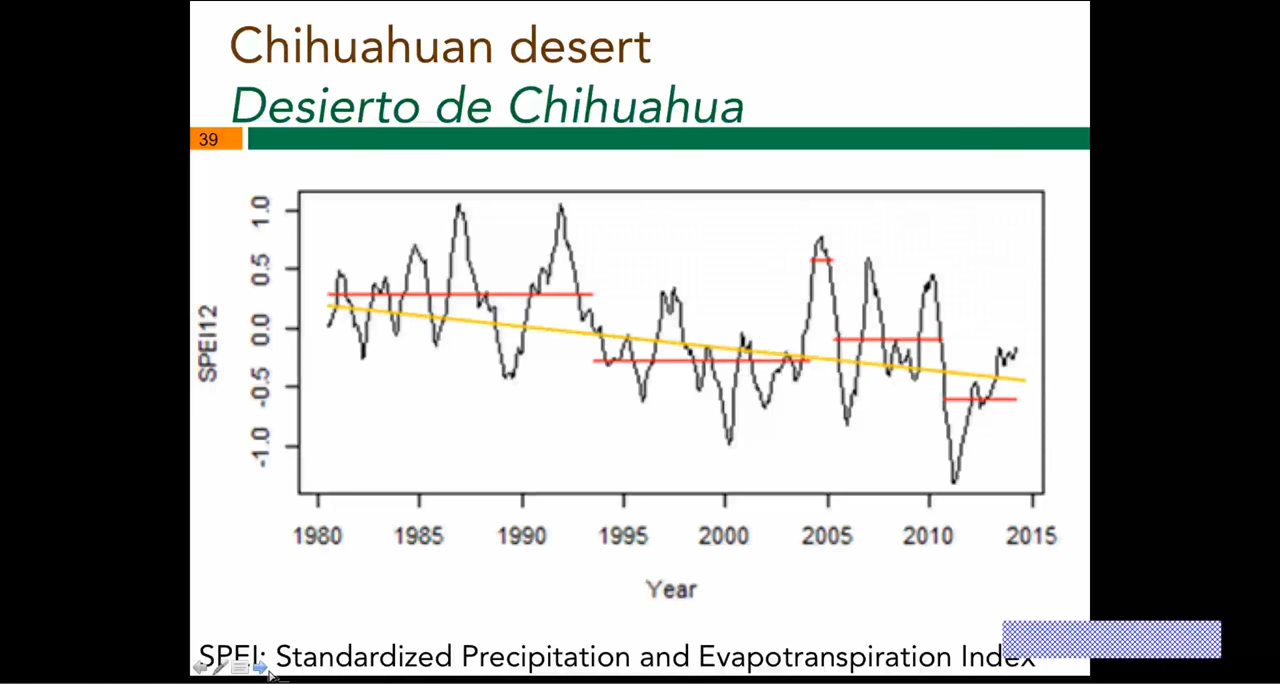 Chihuahuan desert
Desierto de Chihuahua
39
1.0
0.5
0.0
-0.5
-1.0
SPEI12
1980 1985 1990 1995 2000 2005 2010 2015
Year
SPEI: Standardized Precipitation and Evapotranspiration Index